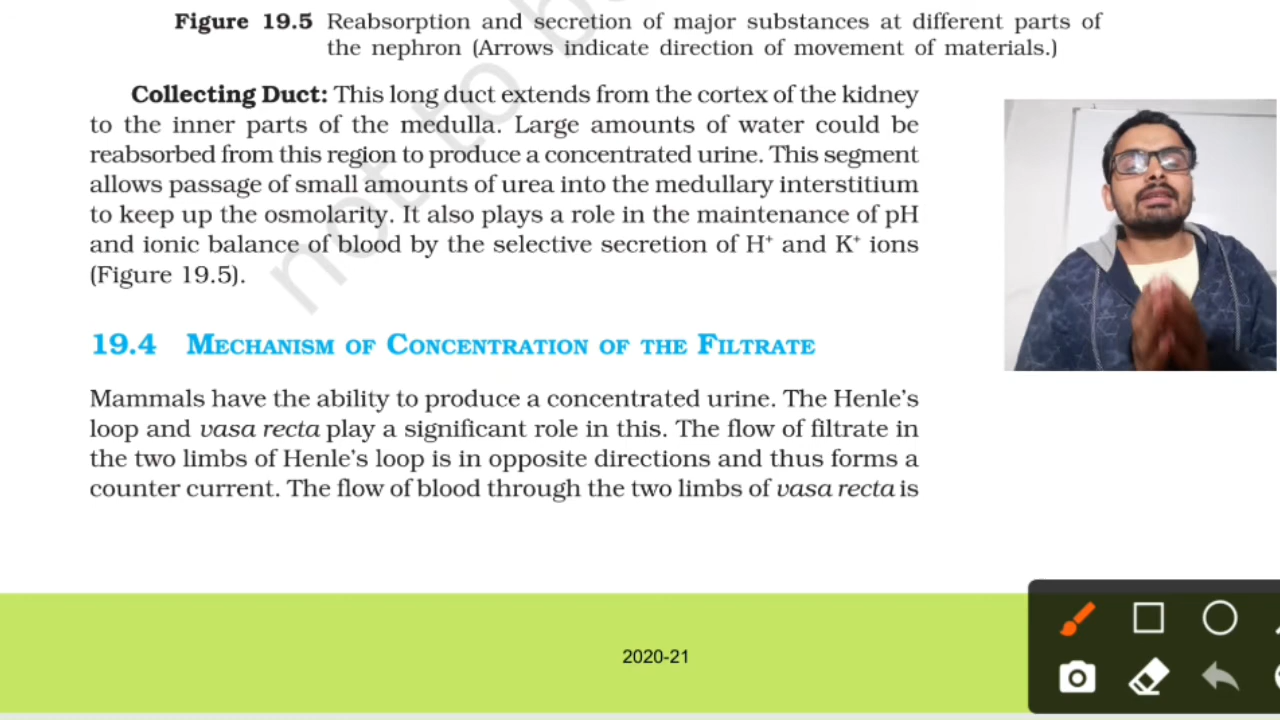 Figure 19.5 Reabsorption and secretion of major substances at different parts of
the nephron (Arrows indicate direction of movement of materials.)
Collecting Duct: This long duct extends from the cortex of the kidney
to the inner parts of the medulla. Large amounts of water could be
reabsorbed from this region to produce a concentrated urine. This segment
allows passage of small amounts of urea into the medullary interstitium
to keep up the osmolarity. It also plays a role in the maintenance of pH
and ionic balance of blood by the selective secretion of H⁺ and K⁺ ions
(Figure 19.5).
19.4 MECHANISM OF CONCENTRATION OF THE FILTRATE
Mammals have the ability to produce a concentrated urine. The Henle's
loop and vasa recta play a significant role in this. The flow of filtrate in
the two limbs of Henle's loop is in opposite directions and thus forms a
counter current. The flow of blood through the two limbs of vasa recta is
2020-21
not to b